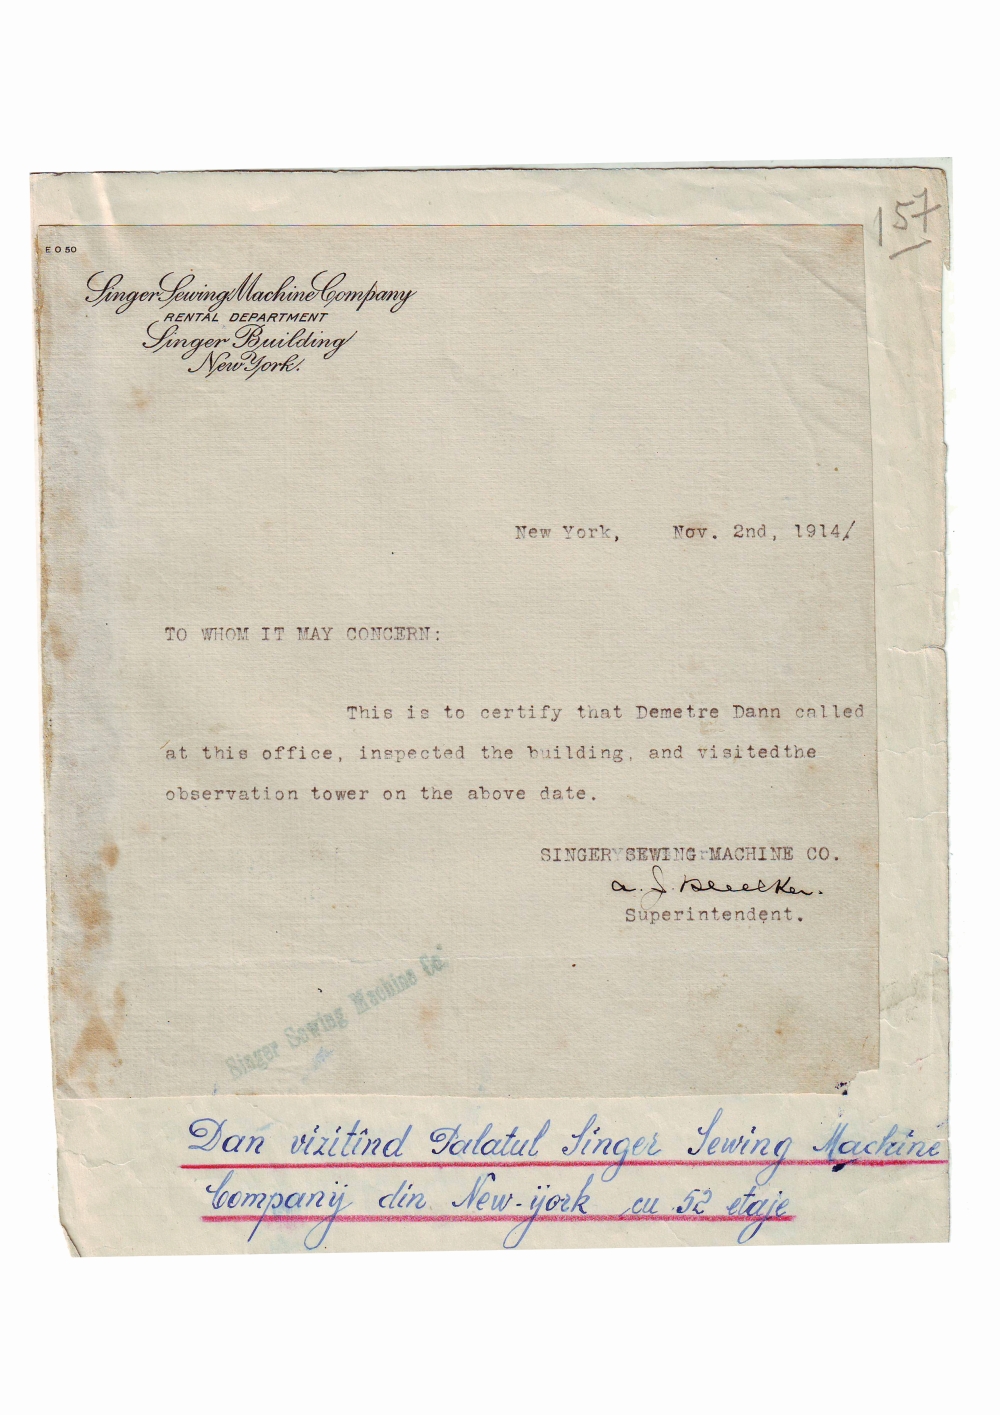 157
E O 50
Singer Sewing Machine Company
RENTAL DEPARTMENT
Singer Building
New York.
New York, Nov. 2nd, 1914/
TO WHOM IT MAY CONCERN:
This is to certify that Demetre Dann called
at this office, inspected the building, and visitedthe
observation tower on the above date.
SINGER SEWING MACHINE CO.
A. J. Bleecker.
Superintendent.
Singer Sewing Machine Co.
Dan vizitînd Palatul Singer Sewing Machine
Companÿ din New-ÿork cu 52 etaje